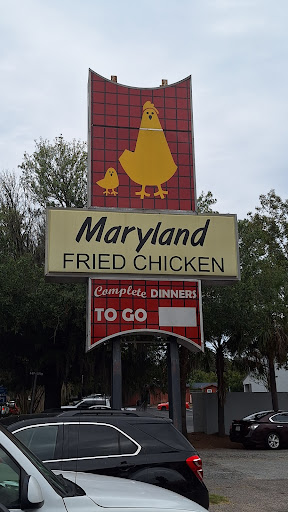 Maryland
FRIED CHICKEN
Complete DINNERS
TO GO